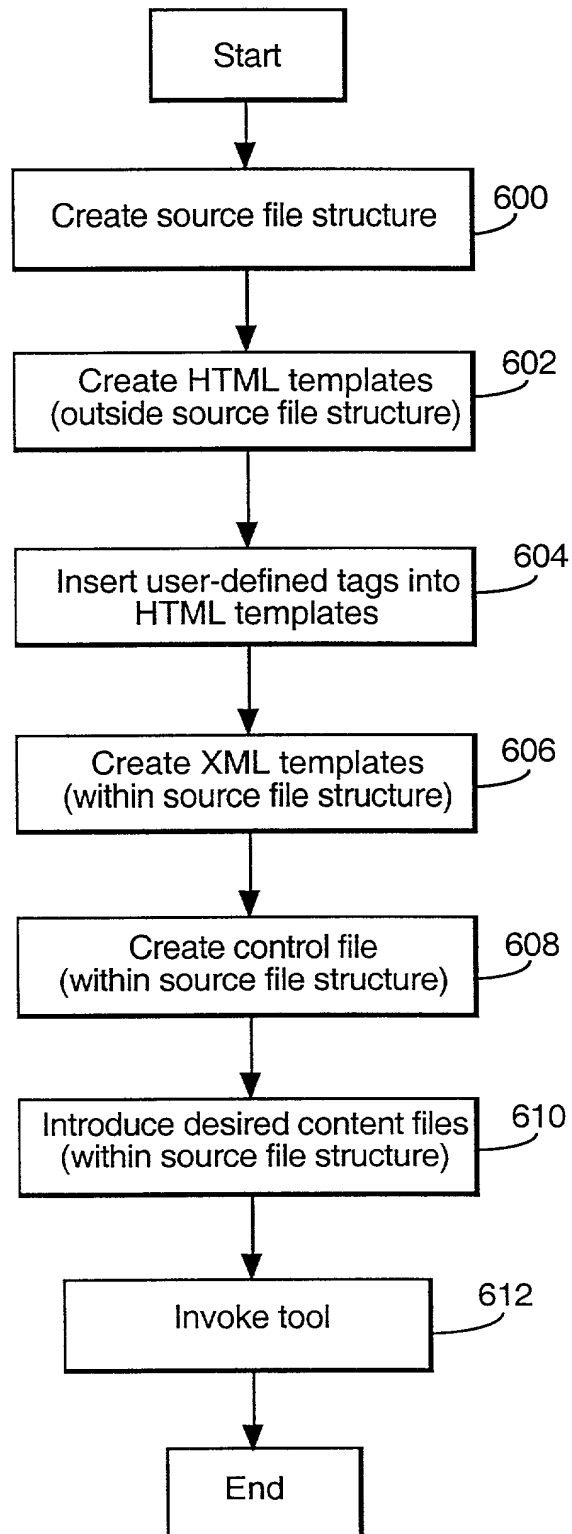 Start
Create source file structure
600
Create HTML templates
(outside source file structure)
602
Insert user-defined tags into
HTML templates
604
Create XML templates
(within source file structure)
606
Create control file
(within source file structure)
608
Introduce desired content files
(within source file structure)
610
Invoke tool
612
End